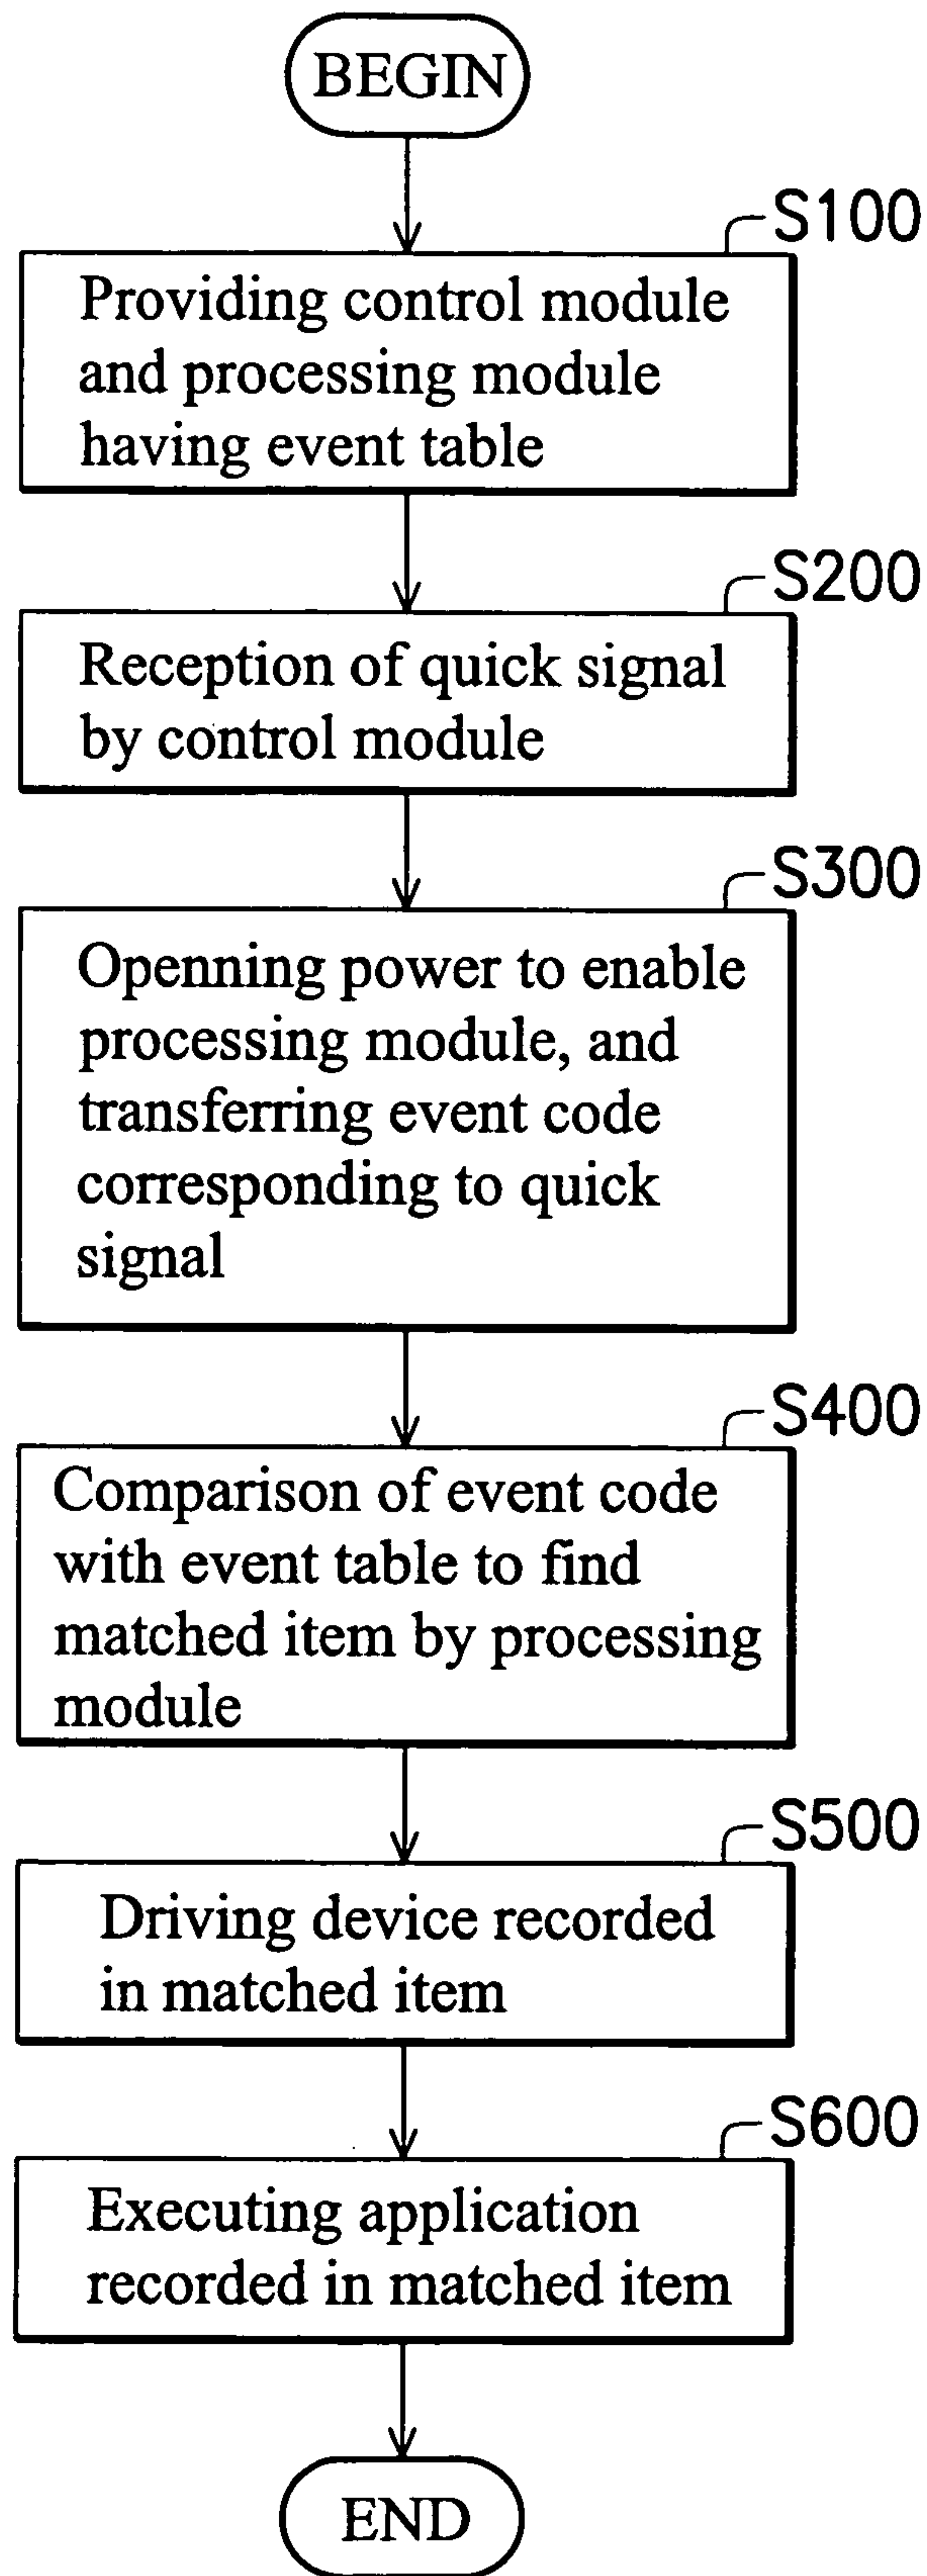 BEGIN
S100
Providing control module
and processing module
having event table
S200
Reception of quick signal
by control module
S300
Openning power to enable
processing module, and
transferring event code
corresponding to quick
signal
S400
Comparison of event code
with event table to find
matched item by processing
module
S500
Driving device recorded
in matched item
S600
Executing application
recorded in matched item
END